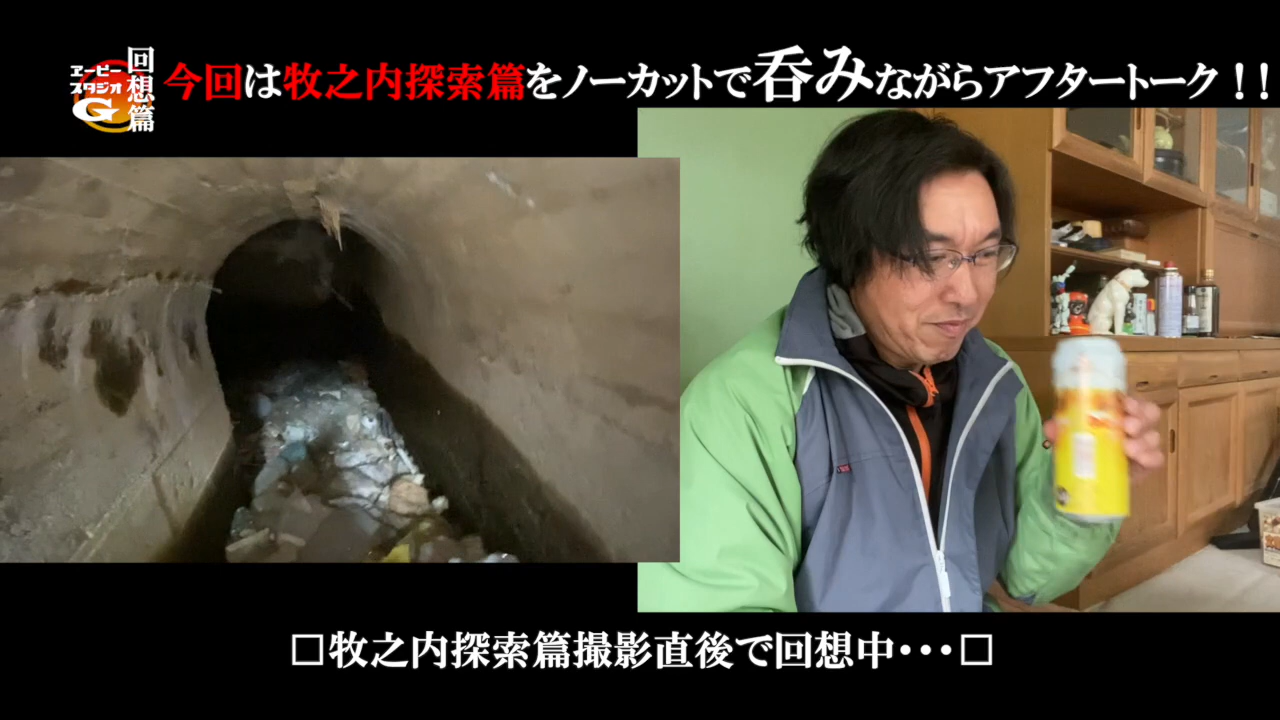 エービー
スタジオ
G
回想篇
今回は牧之内探索篇をノーカットで呑みながらアフタートーク！！
□牧之内探索篇撮影直後で回想中・・・□